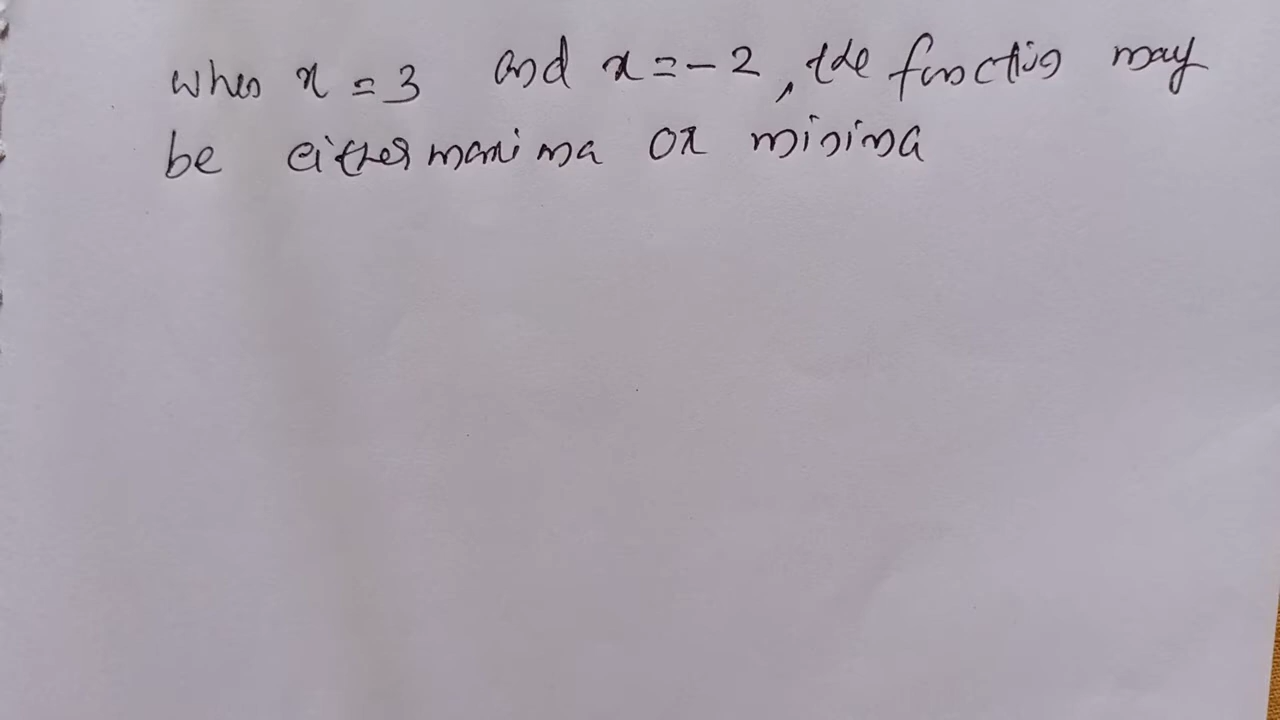 when x = 3 and x = -2, the function may
be either maxima or minima